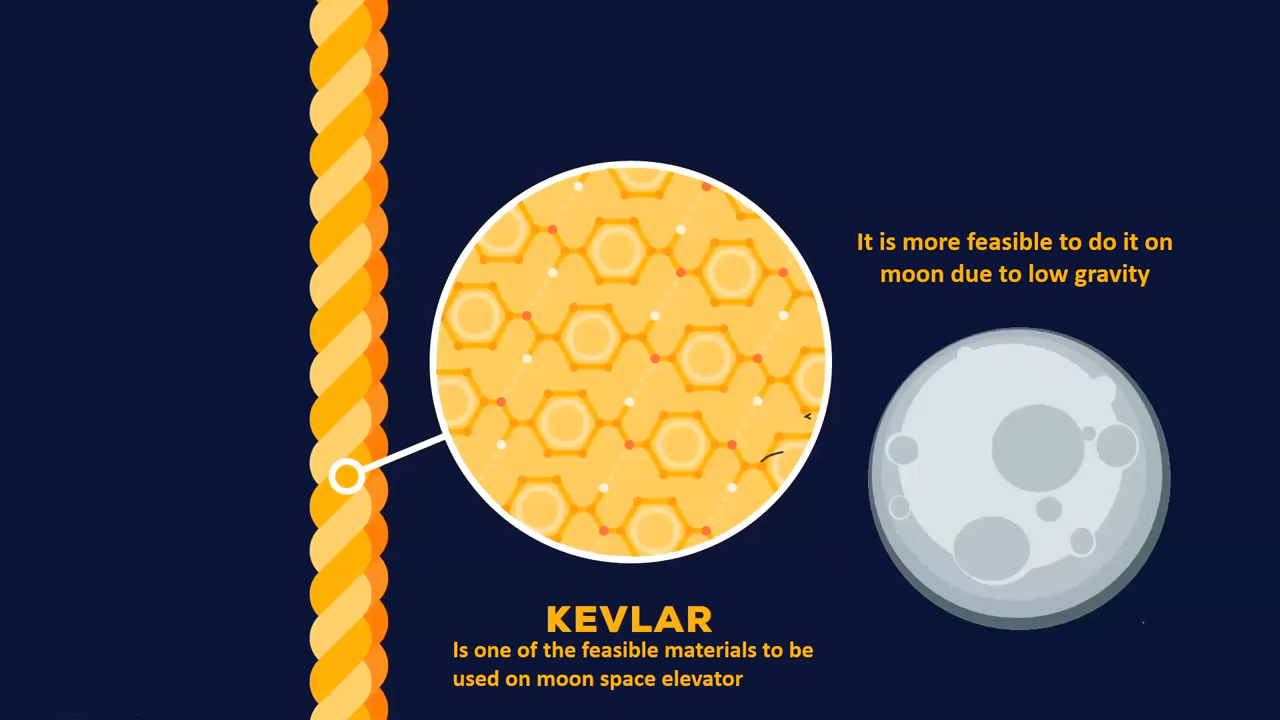 It is more feasible to do it on
moon due to low gravity
KEVLAR
Is one of the feasible materials to be
used on moon space elevator